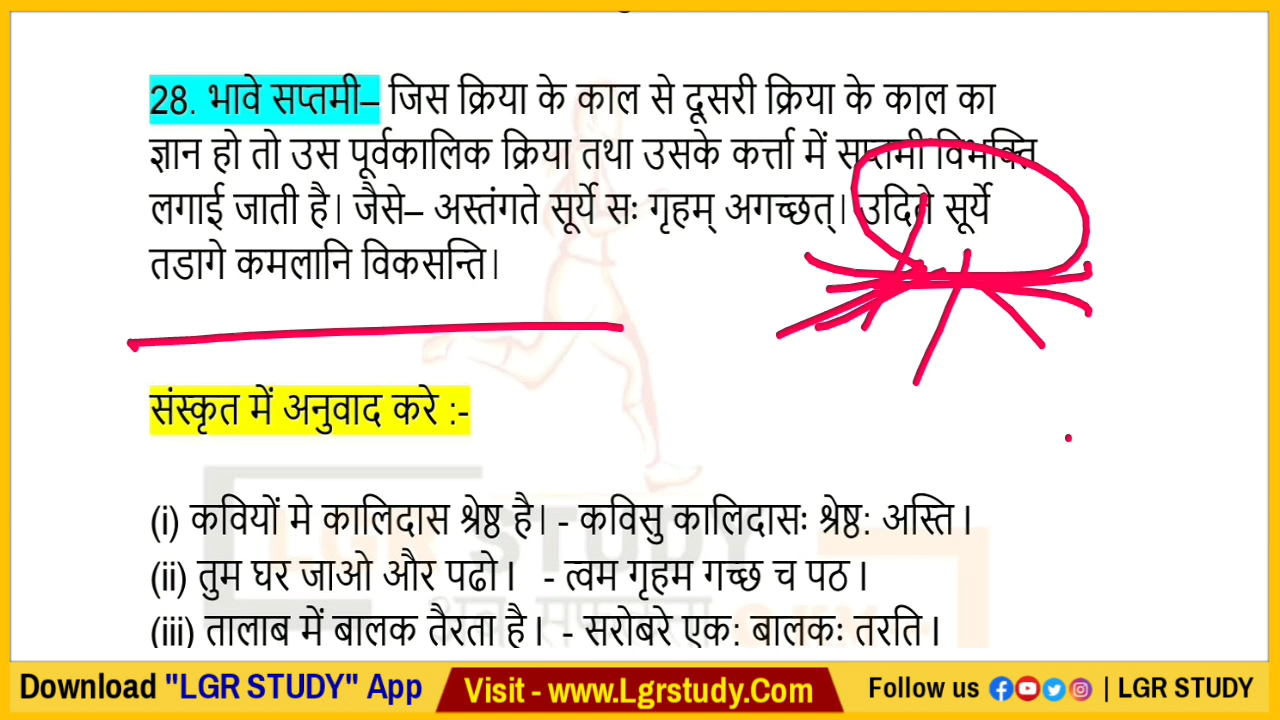 28. भावे सप्तमी– जिस क्रिया के काल से दूसरी क्रिया के काल का
ज्ञान हो तो उस पूर्वकालिक क्रिया तथा उसके कर्त्ता में सप्तमी विभक्ति
लगाई जाती है। जैसे– अस्तंगते सूर्ये सः गृहम् अगच्छत्। उदिते सूर्ये
तडागे कमलानि विकसन्ति।
संस्कृत में अनुवाद करे :-
(i) कवियों मे कालिदास श्रेष्ठ है। - कविसु कालिदासः श्रेष्ठ: अस्ति।
(ii) तुम घर जाओ और पढो। - त्वम गृहम गच्छ च पठ।
(iii) तालाब में बालक तैरता है। - सरोबरे एक: बालकः तरति।
LGR STUDY
Download "LGR STUDY" App
Visit - www.Lgrstudy.Com
Follow us | LGR STUDY